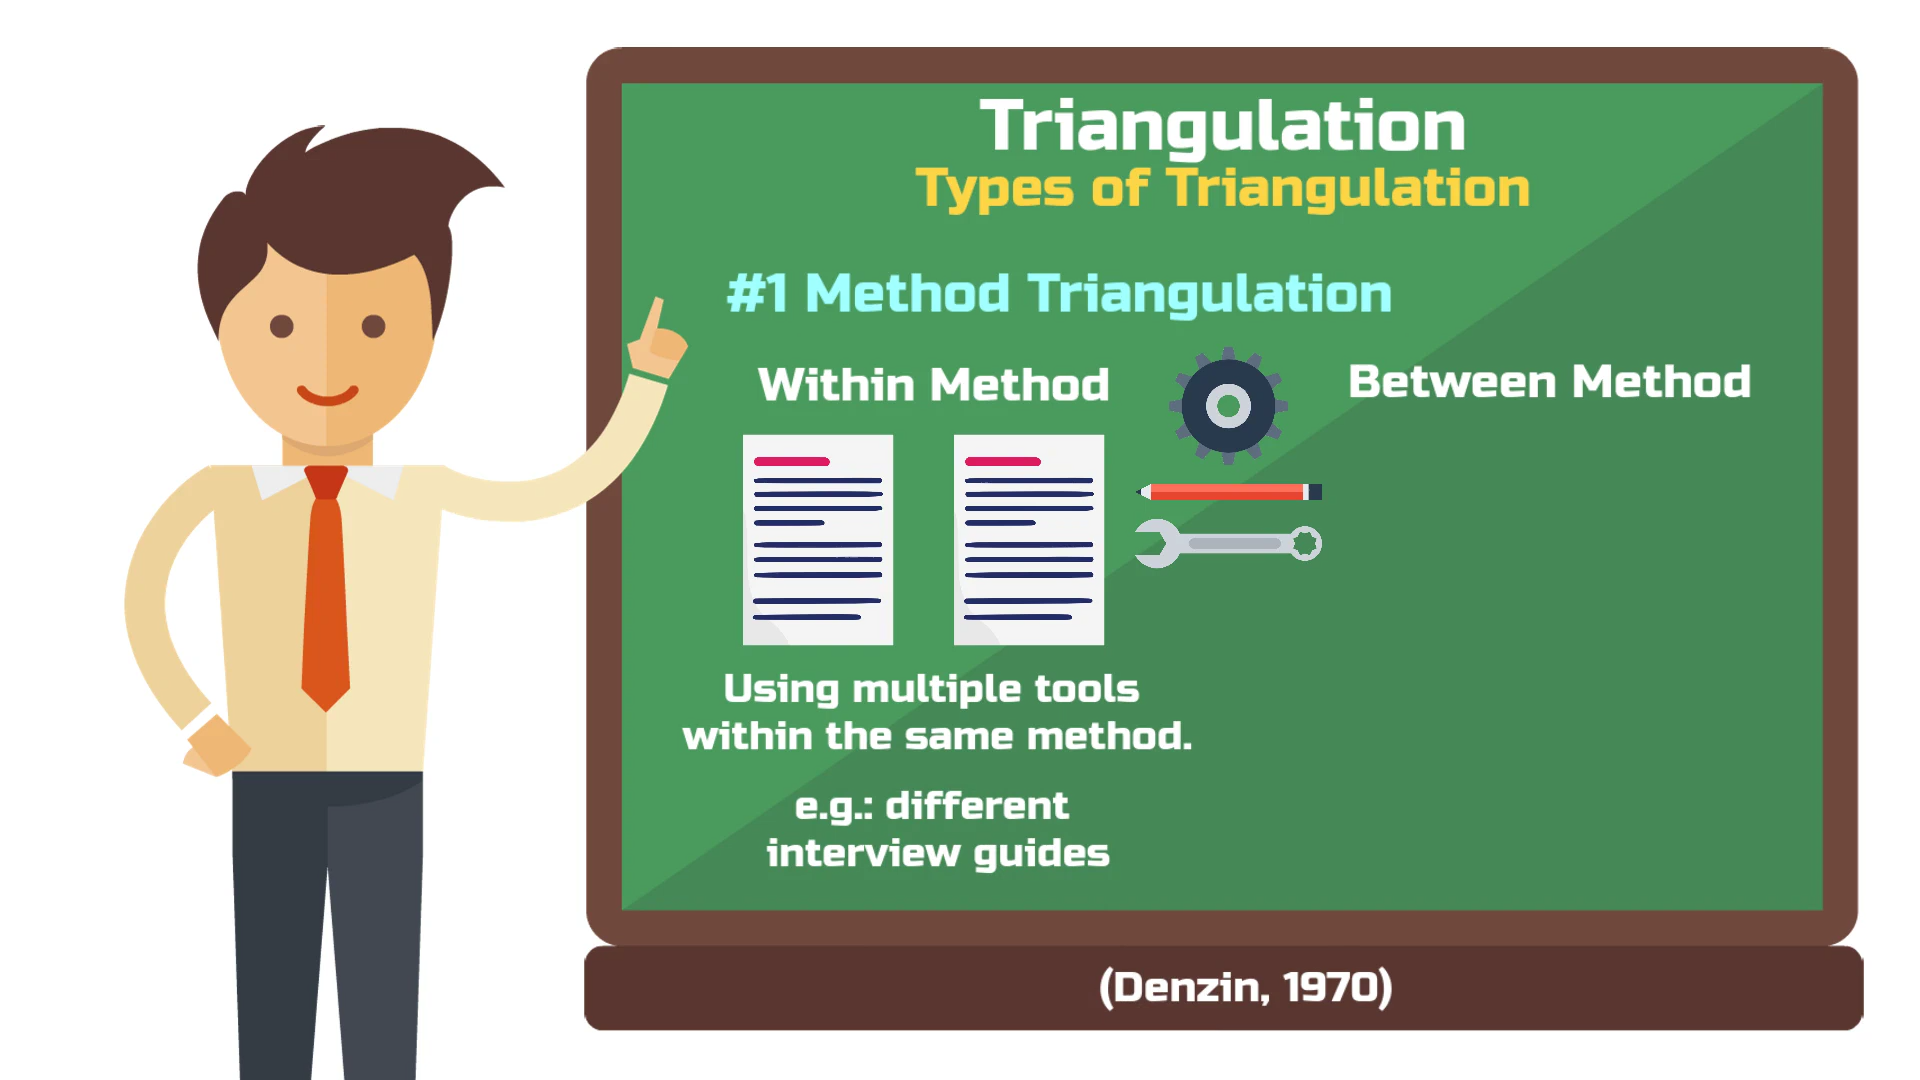 Triangulation
Types of Triangulation
#1 Method Triangulation
Within Method
Between Method
Using multiple tools
within the same method.
e.g.: different
interview guides
(Denzin, 1970)